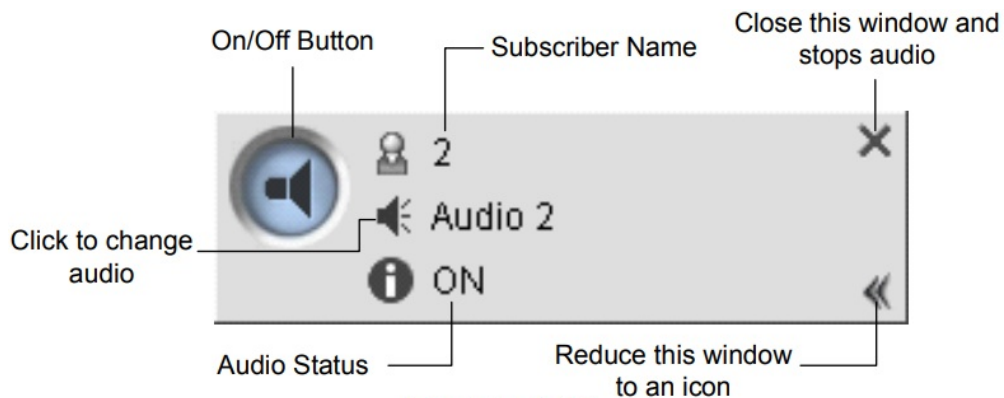 On/Off Button
Subscriber Name
Close this window and
stops audio
2
Audio 2
Click to change
audio
ON
Audio Status
Reduce this window
to an icon